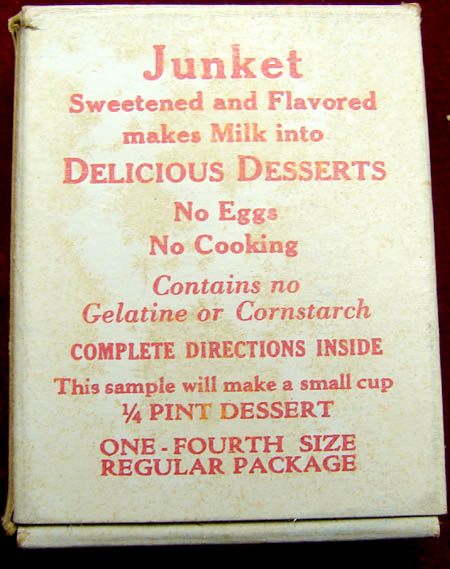 Junket
Sweetened and Flavored
makes Milk into
DELICIOUS DESSERTS
No Eggs
No Cooking
Contains no
Gelatine or Cornstarch
COMPLETE DIRECTIONS INSIDE
This sample will make a small cup
¼ PINT DESSERT
ONE-FOURTH SIZE
REGULAR PACKAGE